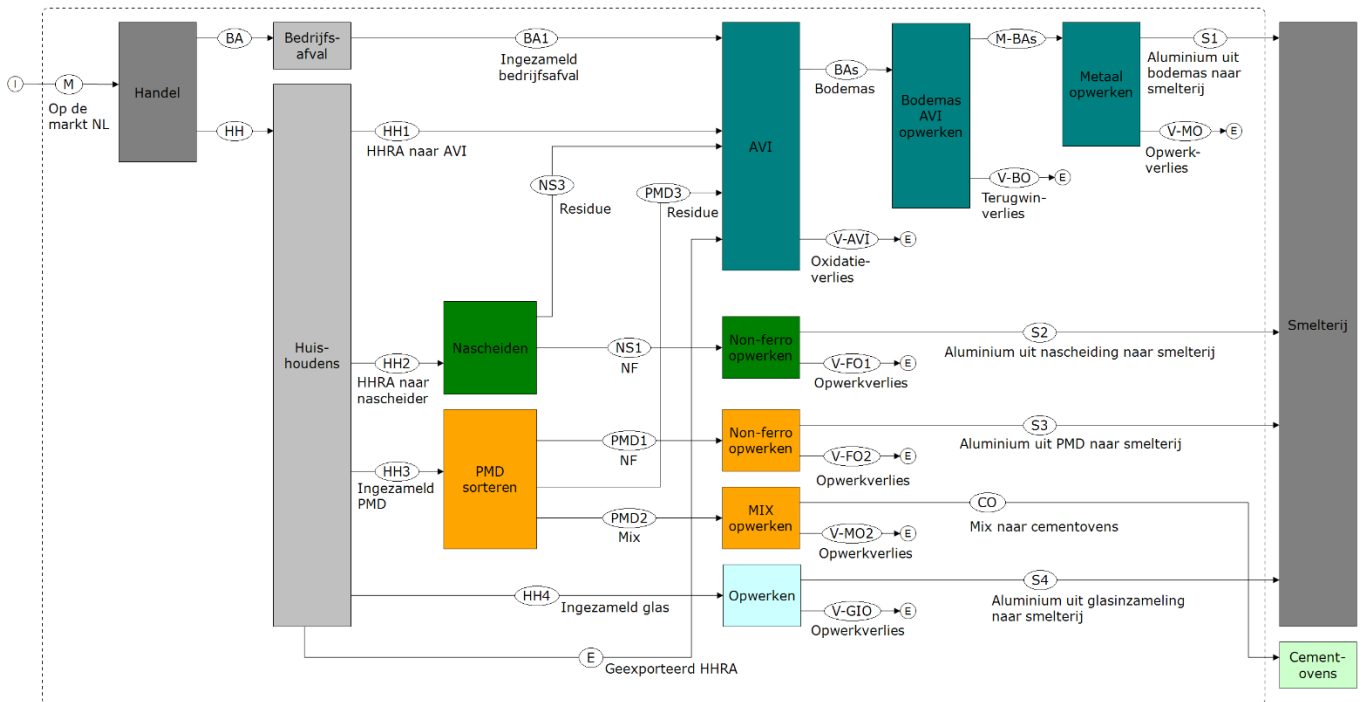 I
M
Op de
markt NL
Handel
BA
HH
Bedrijfs-
afval
Huis-
houdens
BA1
Ingezameld
bedrijfsafval
HH1
HHRA naar AVI
NS3
Residue
PMD3
Residue
HH2
HHRA naar
nascheider
Nascheiden
NS1
NF
HH3
Ingezameld
PMD
PMD
sorteren
PMD1
NF
PMD2
Mix
HH4
Ingezameld glas
E
Geexporteerd HHRA
AVI
BAs
Bodemas
V-AVI
E
Oxidatie-
verlies
Bodemas
AVI
opwerken
M-BAs
V-BO
E
Terugwin-
verlies
Metaal
opwerken
S1
Aluminium uit
bodemas naar
smelterij
V-MO
E
Opwerk-
verlies
Non-ferro
opwerken
S2
Aluminium uit nascheiding naar smelterij
V-FO1
E
Opwerkverlies
Non-ferro
opwerken
S3
Aluminium uit PMD naar smelterij
V-FO2
E
Opwerkverlies
MIX
opwerken
CO
Mix naar cementovens
V-MO2
E
Opwerkverlies
Opwerken
S4
Aluminium uit glasinzameling
naar smelterij
V-GIO
E
Opwerkverlies
Smelterij
Cement-
ovens